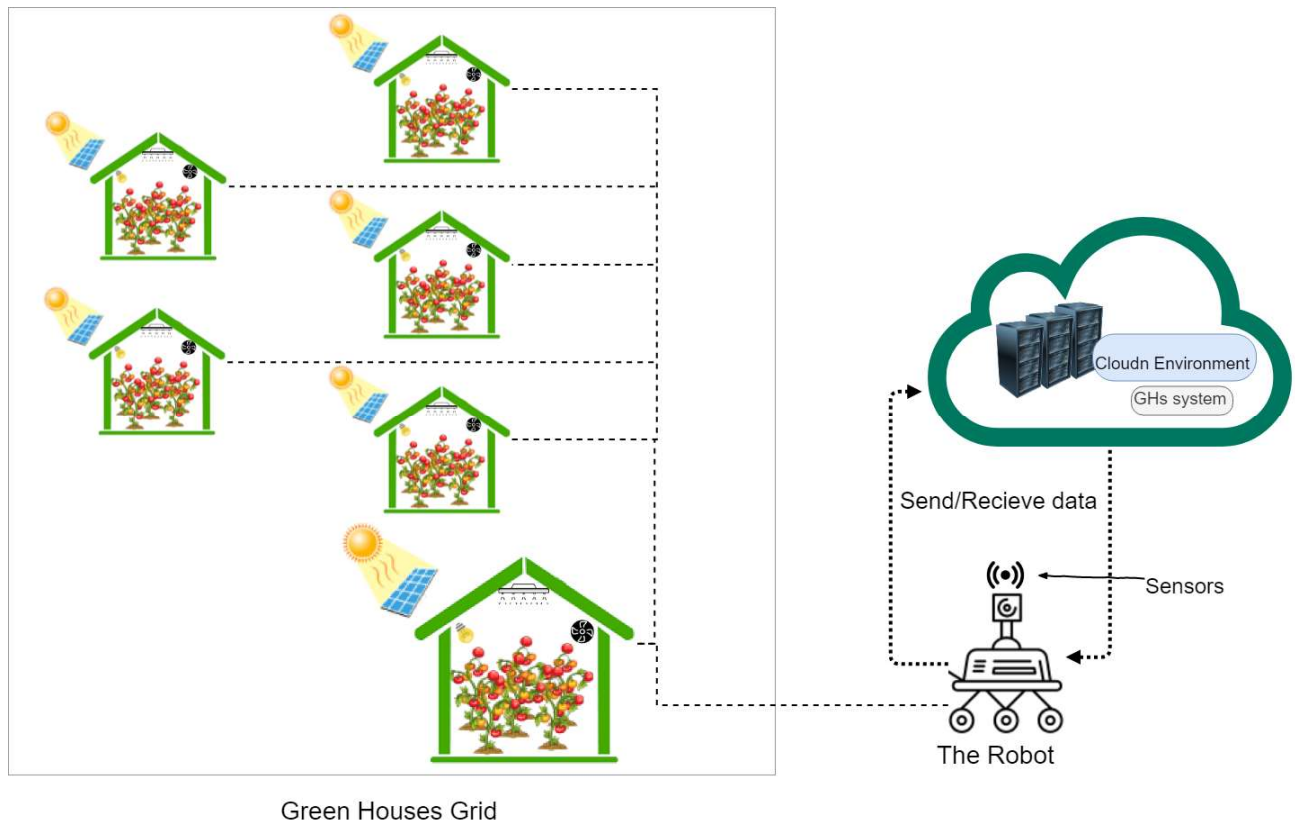 Cloudn Environment
GHs system
Send/Recieve data
Sensors
The Robot
Green Houses Grid